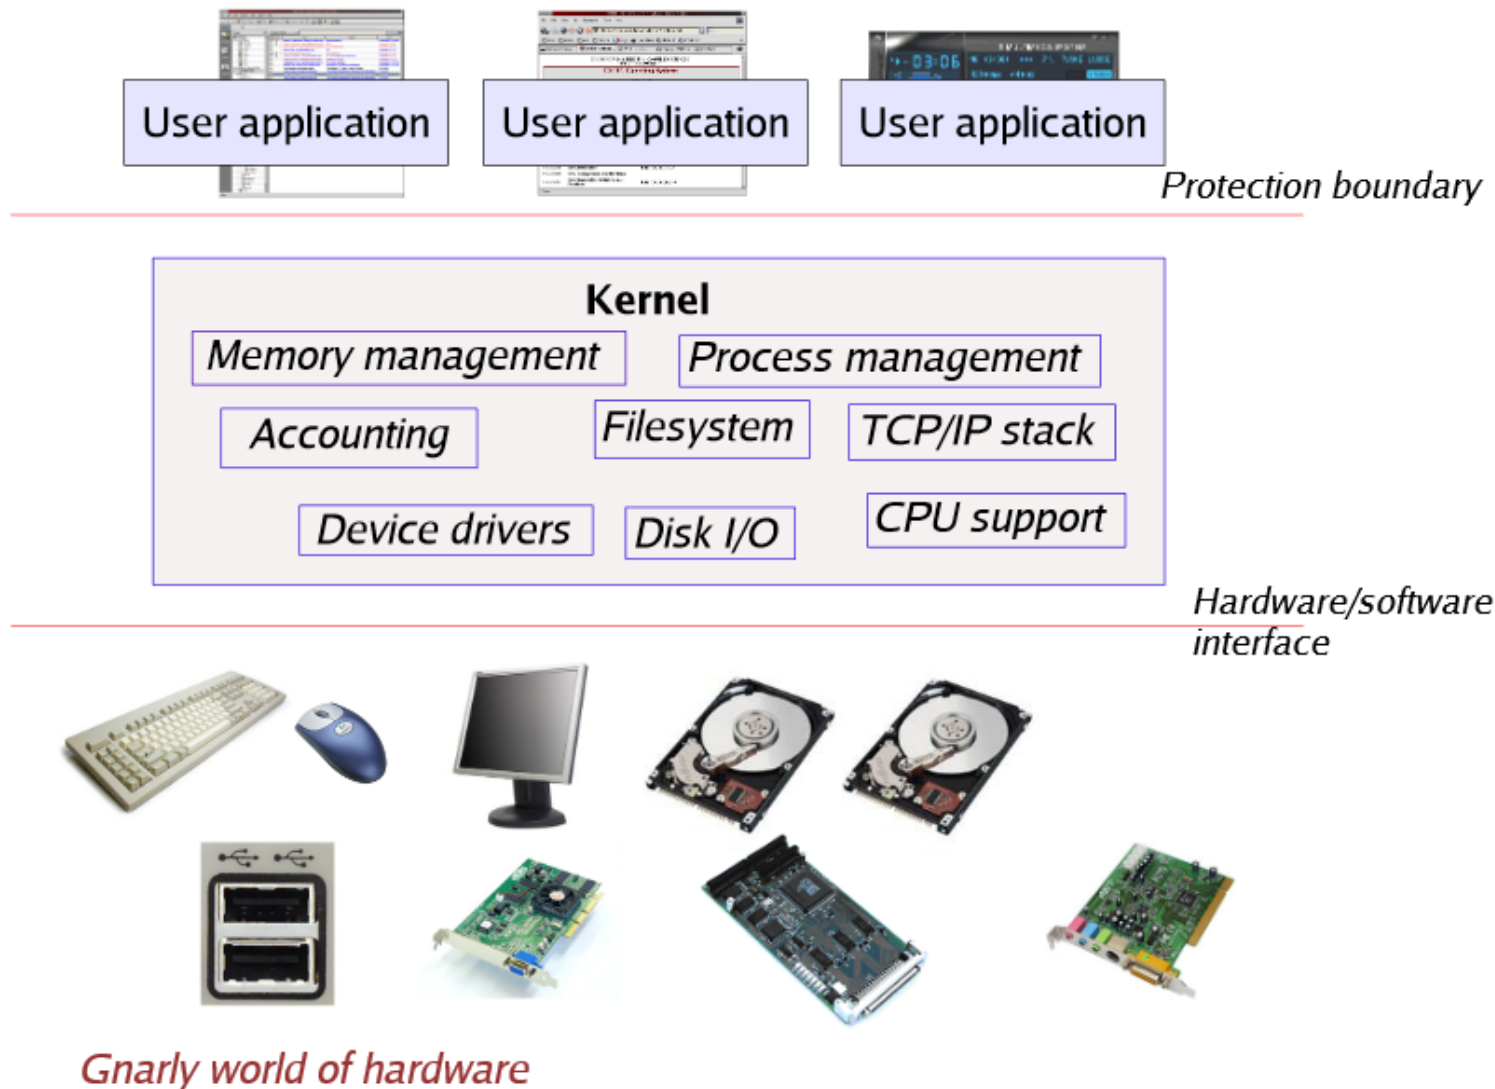 User application
User application
User application
Protection boundary
Kernel
Memory management
Process management
Accounting
Filesystem
TCP/IP stack
Device drivers
Disk I/O
CPU support
Hardware/software
interface
Gnarly world of hardware